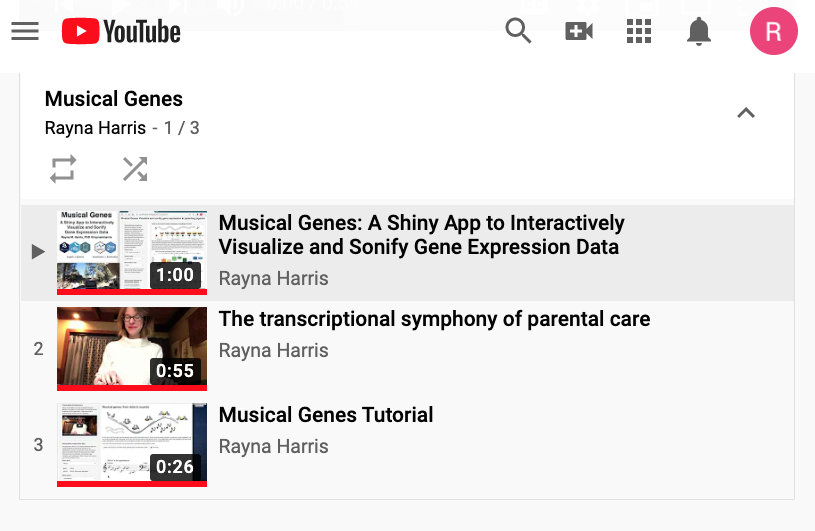 YouTube
R
Musical Genes
Rayna Harris - 1 / 3
Musical Genes
A Shiny App to Interactively
Visualize and Sonify Gene
Expression Data
1:00
Musical Genes: A Shiny App to Interactively
Visualize and Sonify Gene Expression Data
Rayna Harris
2
0:55
The transcriptional symphony of parental care
Rayna Harris
3
0:26
Musical Genes Tutorial
Rayna Harris